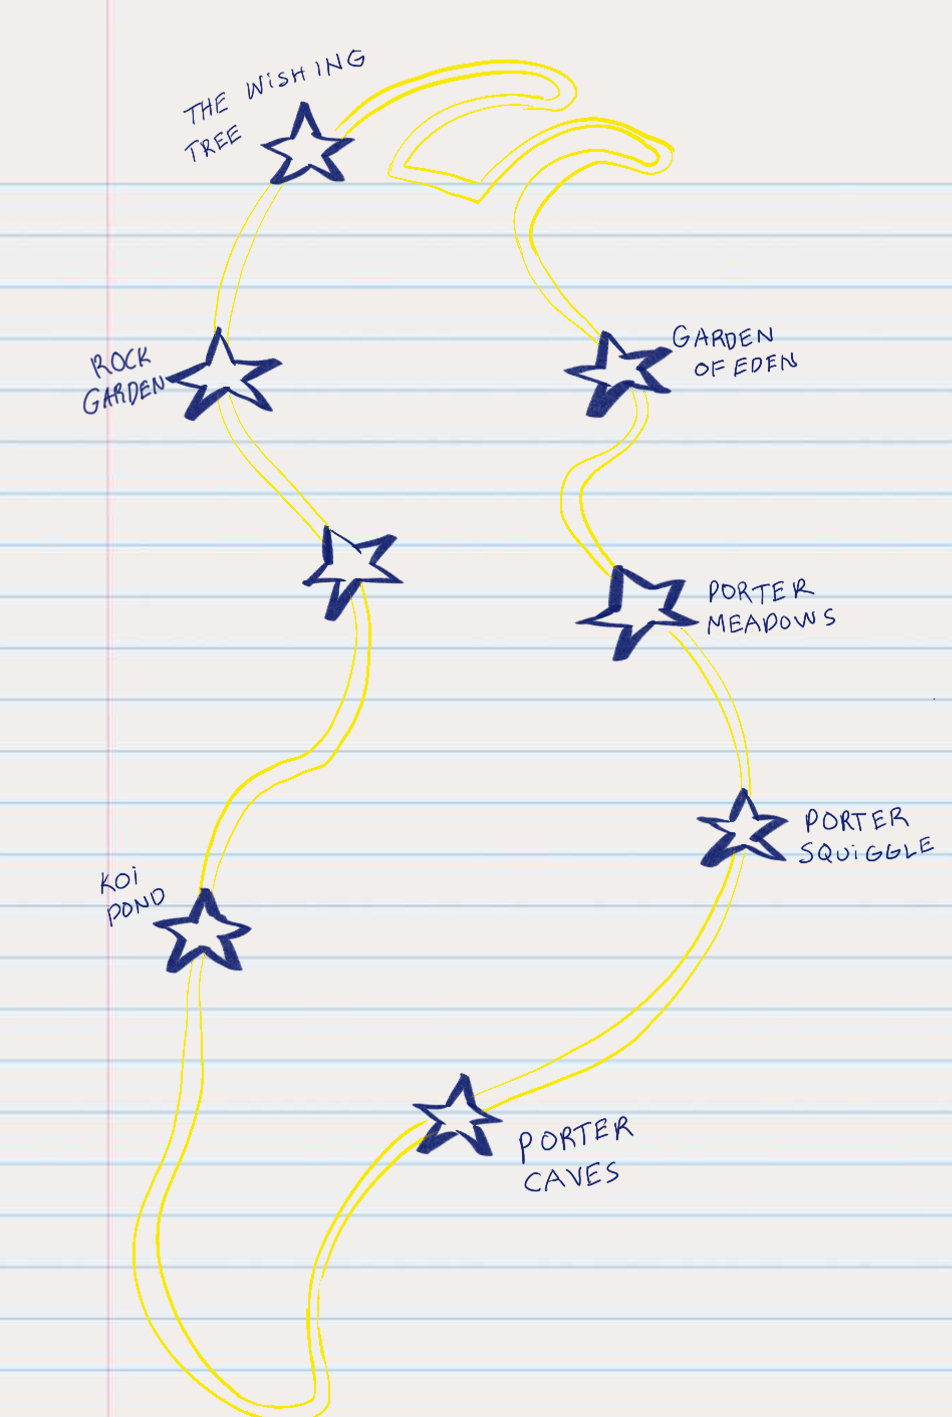 THE WiSHING
TREE
ROCK
GARDEN
GARDEN
OF EDEN
PORTER
MEADOWS
PORTER
SQUiGGLE
KOi
POND
PORTER
CAVES